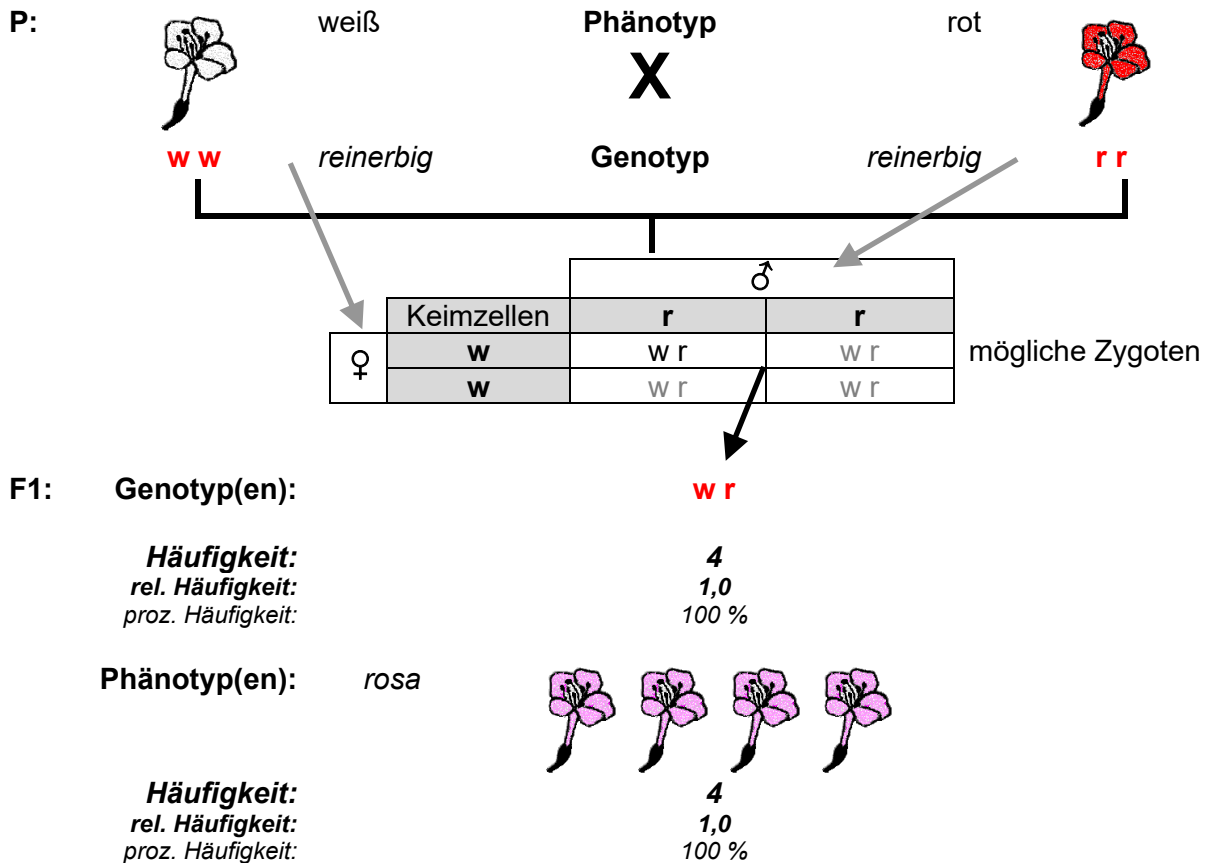 P: weiß Phänotyp rot
X
w w reinerbig Genotyp reinerbig r r
♂
Keimzellen r r
♀ w w r w r mögliche Zygoten
w w r w r
F1: Genotyp(en): w r
Häufigkeit: 4
rel. Häufigkeit: 1,0
proz. Häufigkeit: 100 %
Phänotyp(en): rosa
Häufigkeit: 4
rel. Häufigkeit: 1,0
proz. Häufigkeit: 100 %